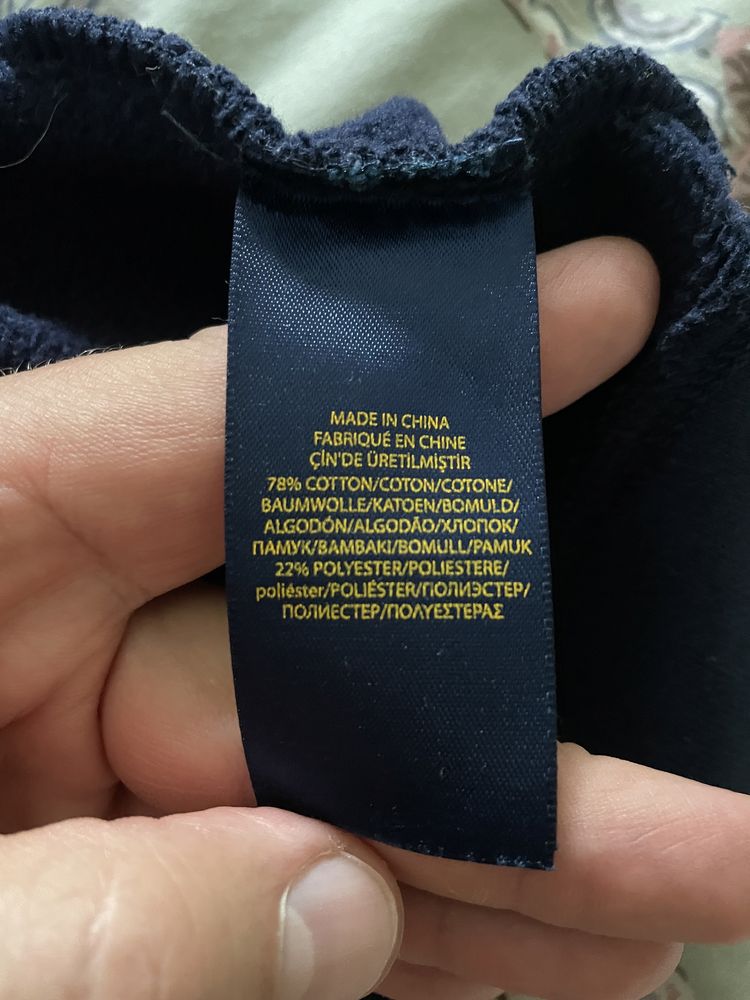 MADE IN CHINA
FABRIQUÉ EN CHINE
ÇİN'DE ÜRETİLMİŞTİR
78% COTTON/COTON/COTONE/
BAUMWOLLE/KATOEN/BOMULD/
ALGODÓN/ALGODÃO/ХЛОПОК/
ПАМУК/BAMBAKI/BOMULL/PAMUK
22% POLYESTER/POLIESTERE/
poliéster/POLIÉSTER/ПОЛИЭСТЕР/
ПОЛИЕСТЕР/ΠΟΛΥΕΣΤΕΡΑΣ